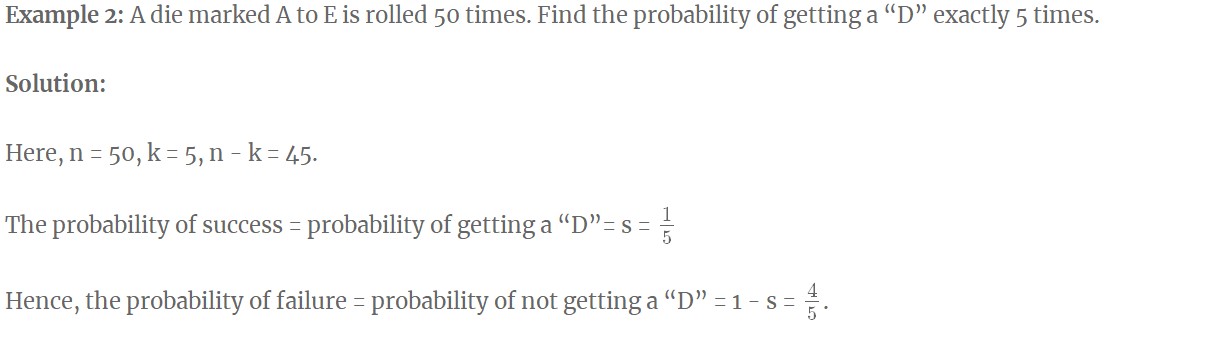 Example 2: A die marked A to E is rolled 50 times. Find the probability of getting a “D” exactly 5 times.
Solution:
Here, n = 50, k = 5, n - k = 45.
The probability of success = probability of getting a “D”= s = 1/5
Hence, the probability of failure = probability of not getting a “D” = 1 - s = 4/5.